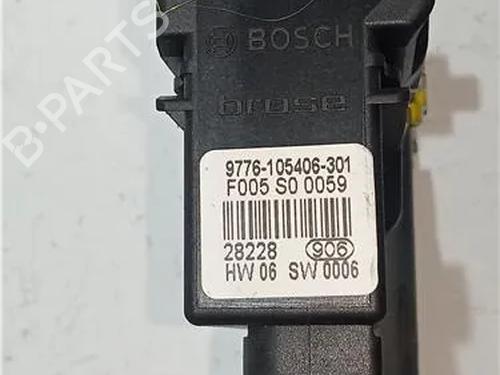 BOSCH
brose
9776-105406-301
F005 S0 0059
28228 906
HW 06 SW 0006
B-PARTS